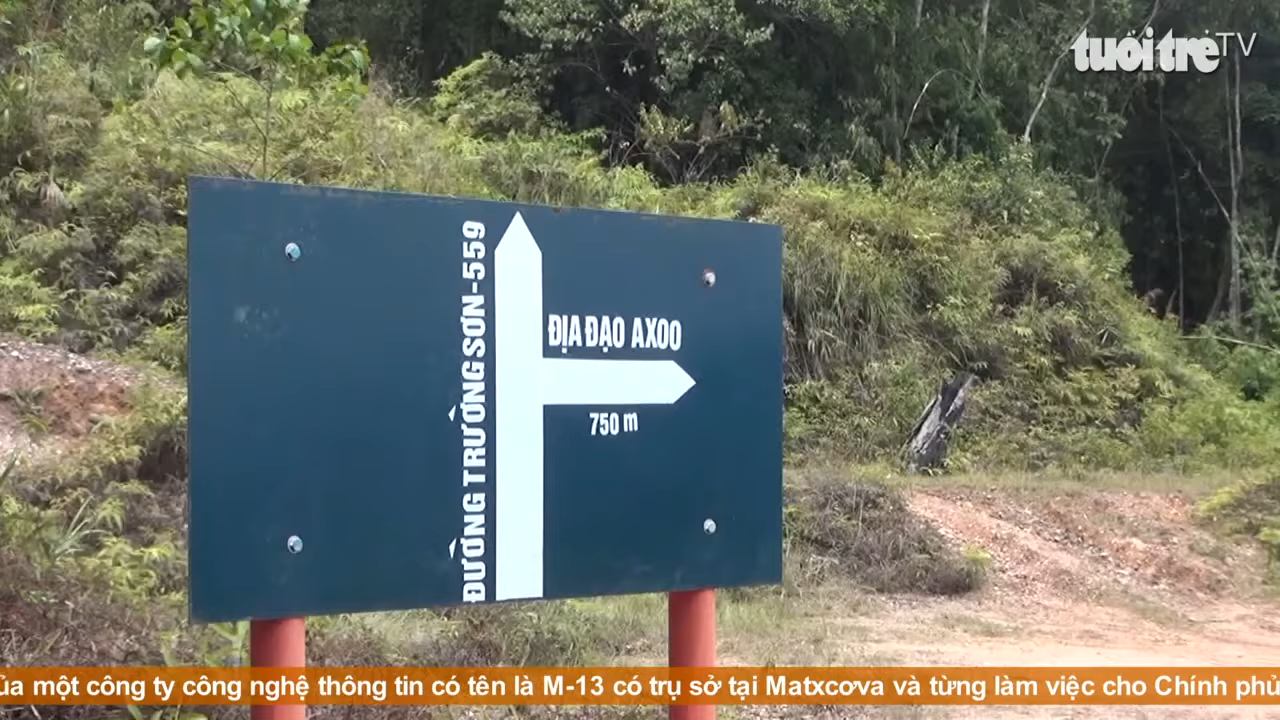 tuổi trẻ TV
ĐƯỜNG TRƯỜNG SƠN-559
ĐỊA ĐẠO AXOO
750 m
của một công ty công nghệ thông tin có tên là M-13 có trụ sở tại Matxcơva và từng làm việc cho Chính phủ